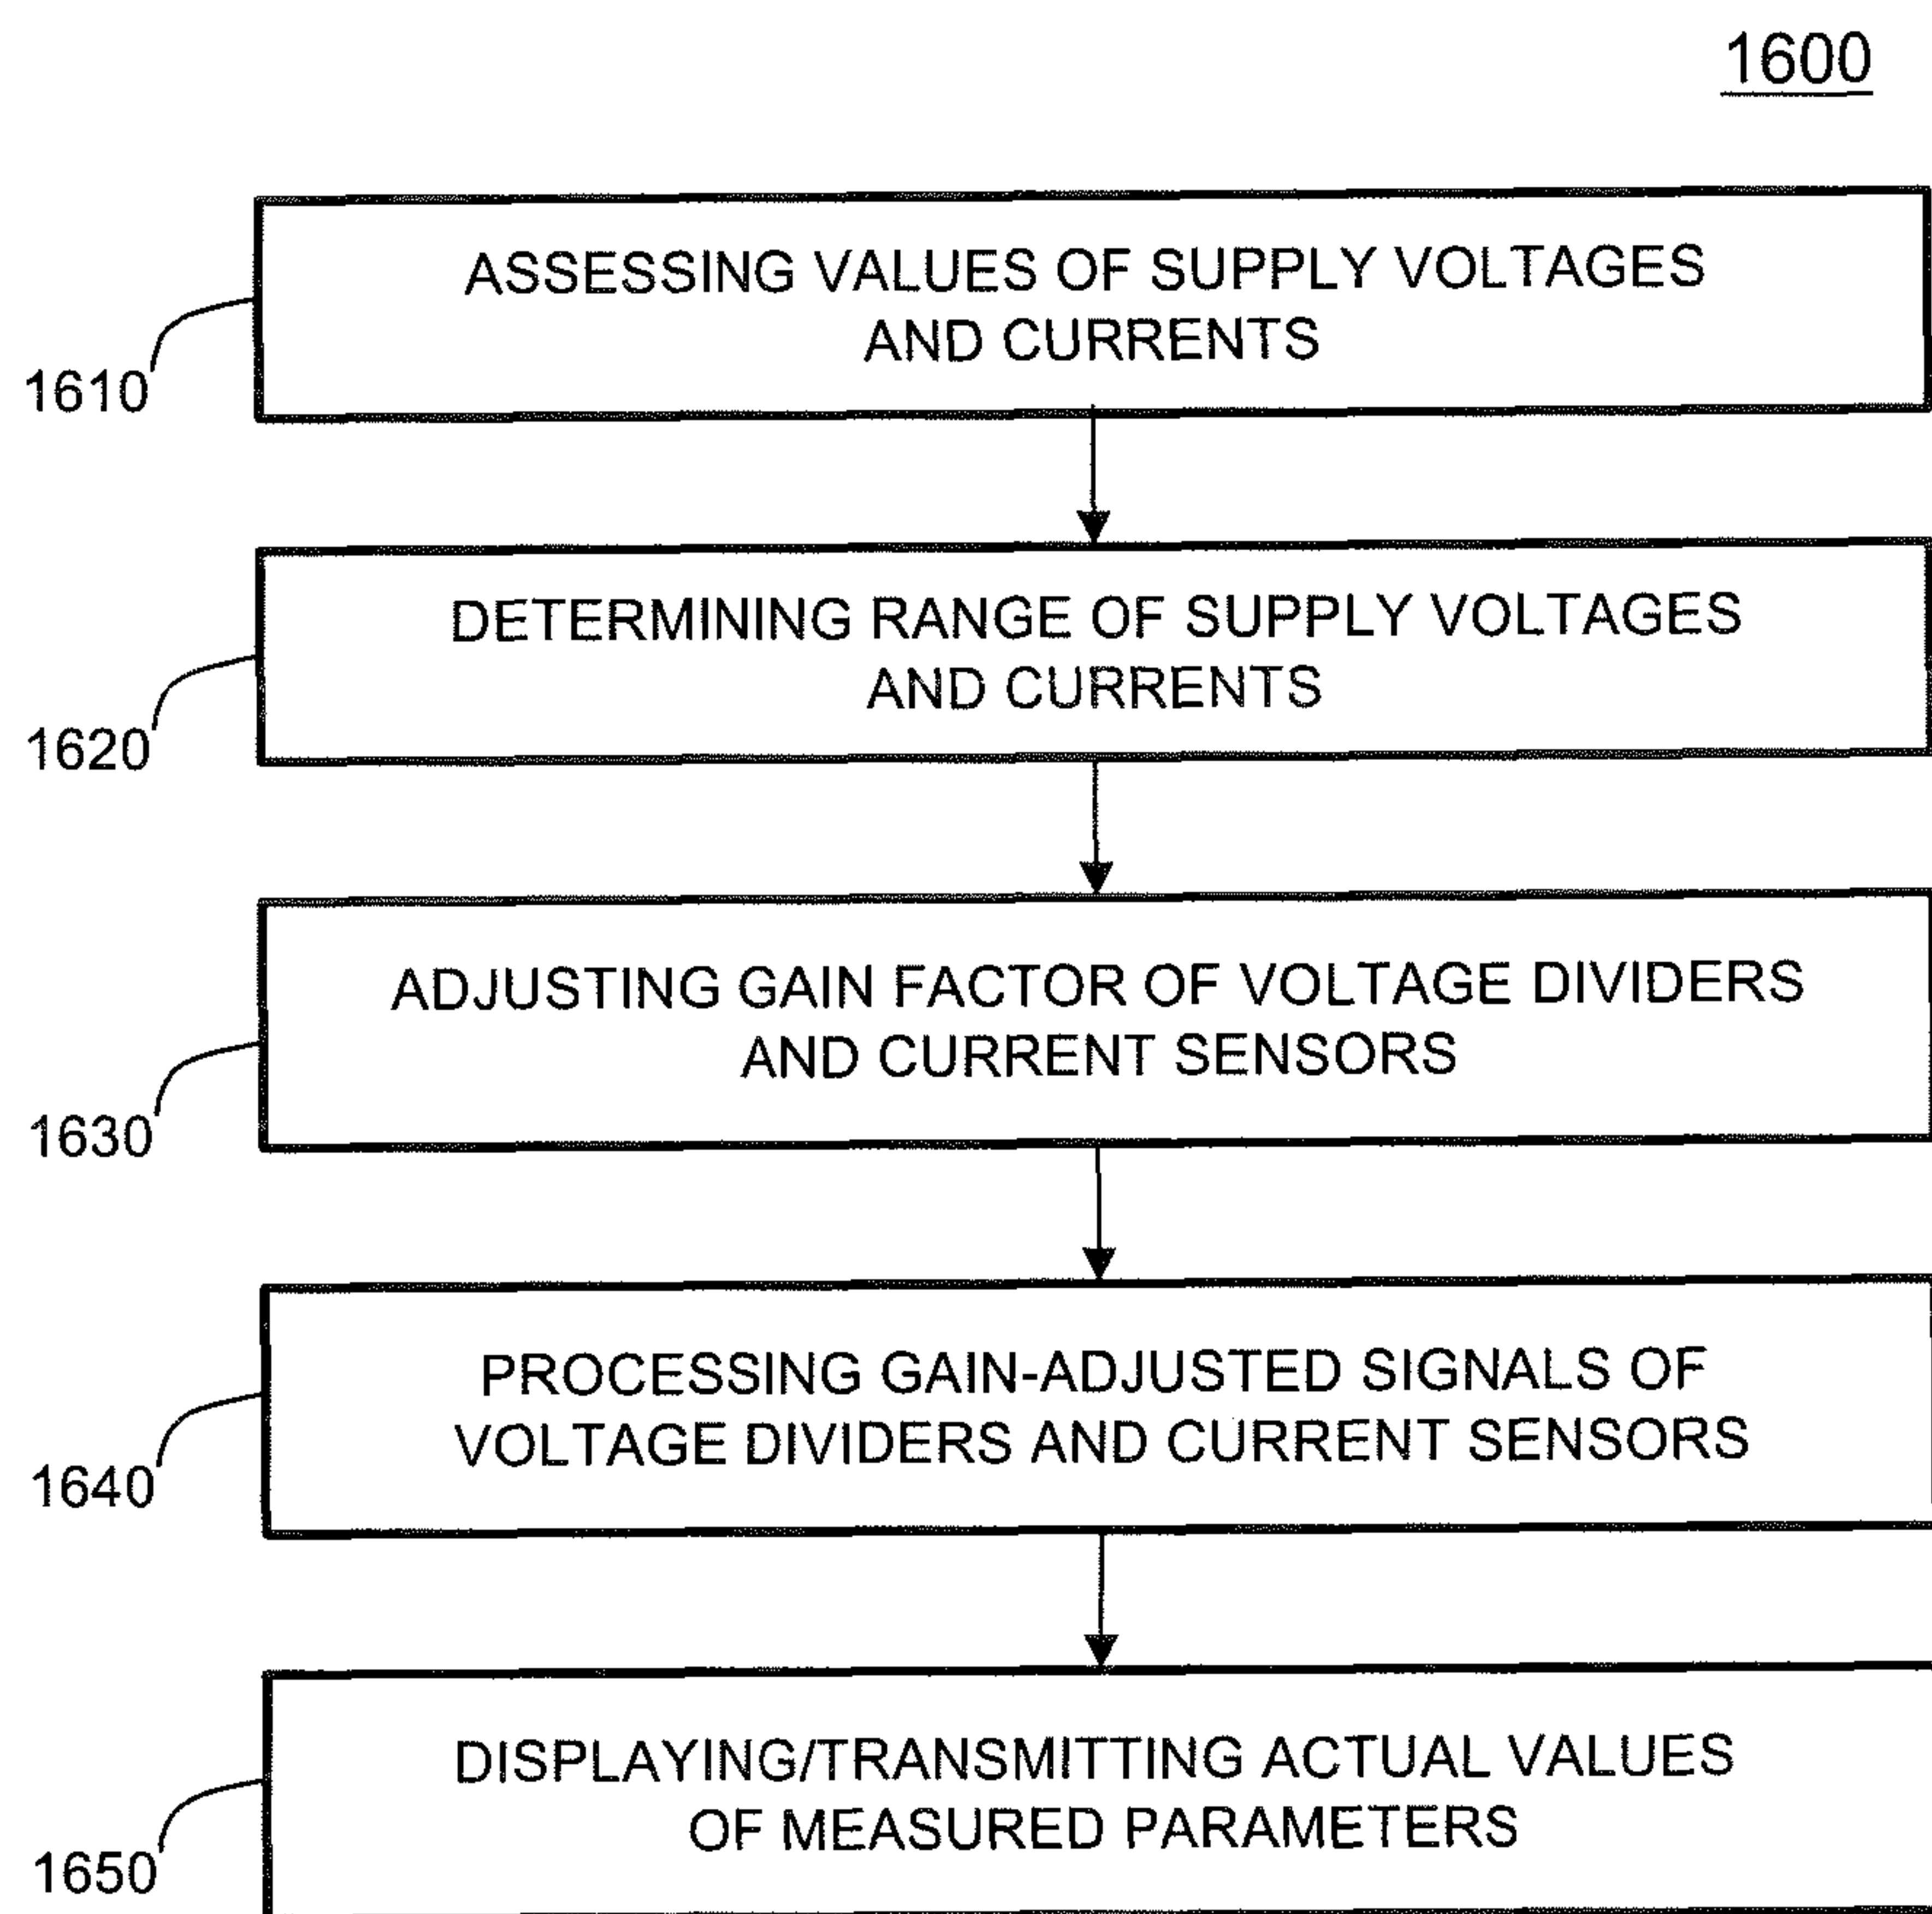 1600
ASSESSING VALUES OF SUPPLY VOLTAGES
AND CURRENTS
1610
DETERMINING RANGE OF SUPPLY VOLTAGES
AND CURRENTS
1620
ADJUSTING GAIN FACTOR OF VOLTAGE DIVIDERS
AND CURRENT SENSORS
1630
PROCESSING GAIN-ADJUSTED SIGNALS OF
VOLTAGE DIVIDERS AND CURRENT SENSORS
1640
DISPLAYING/TRANSMITTING ACTUAL VALUES
OF MEASURED PARAMETERS
1650